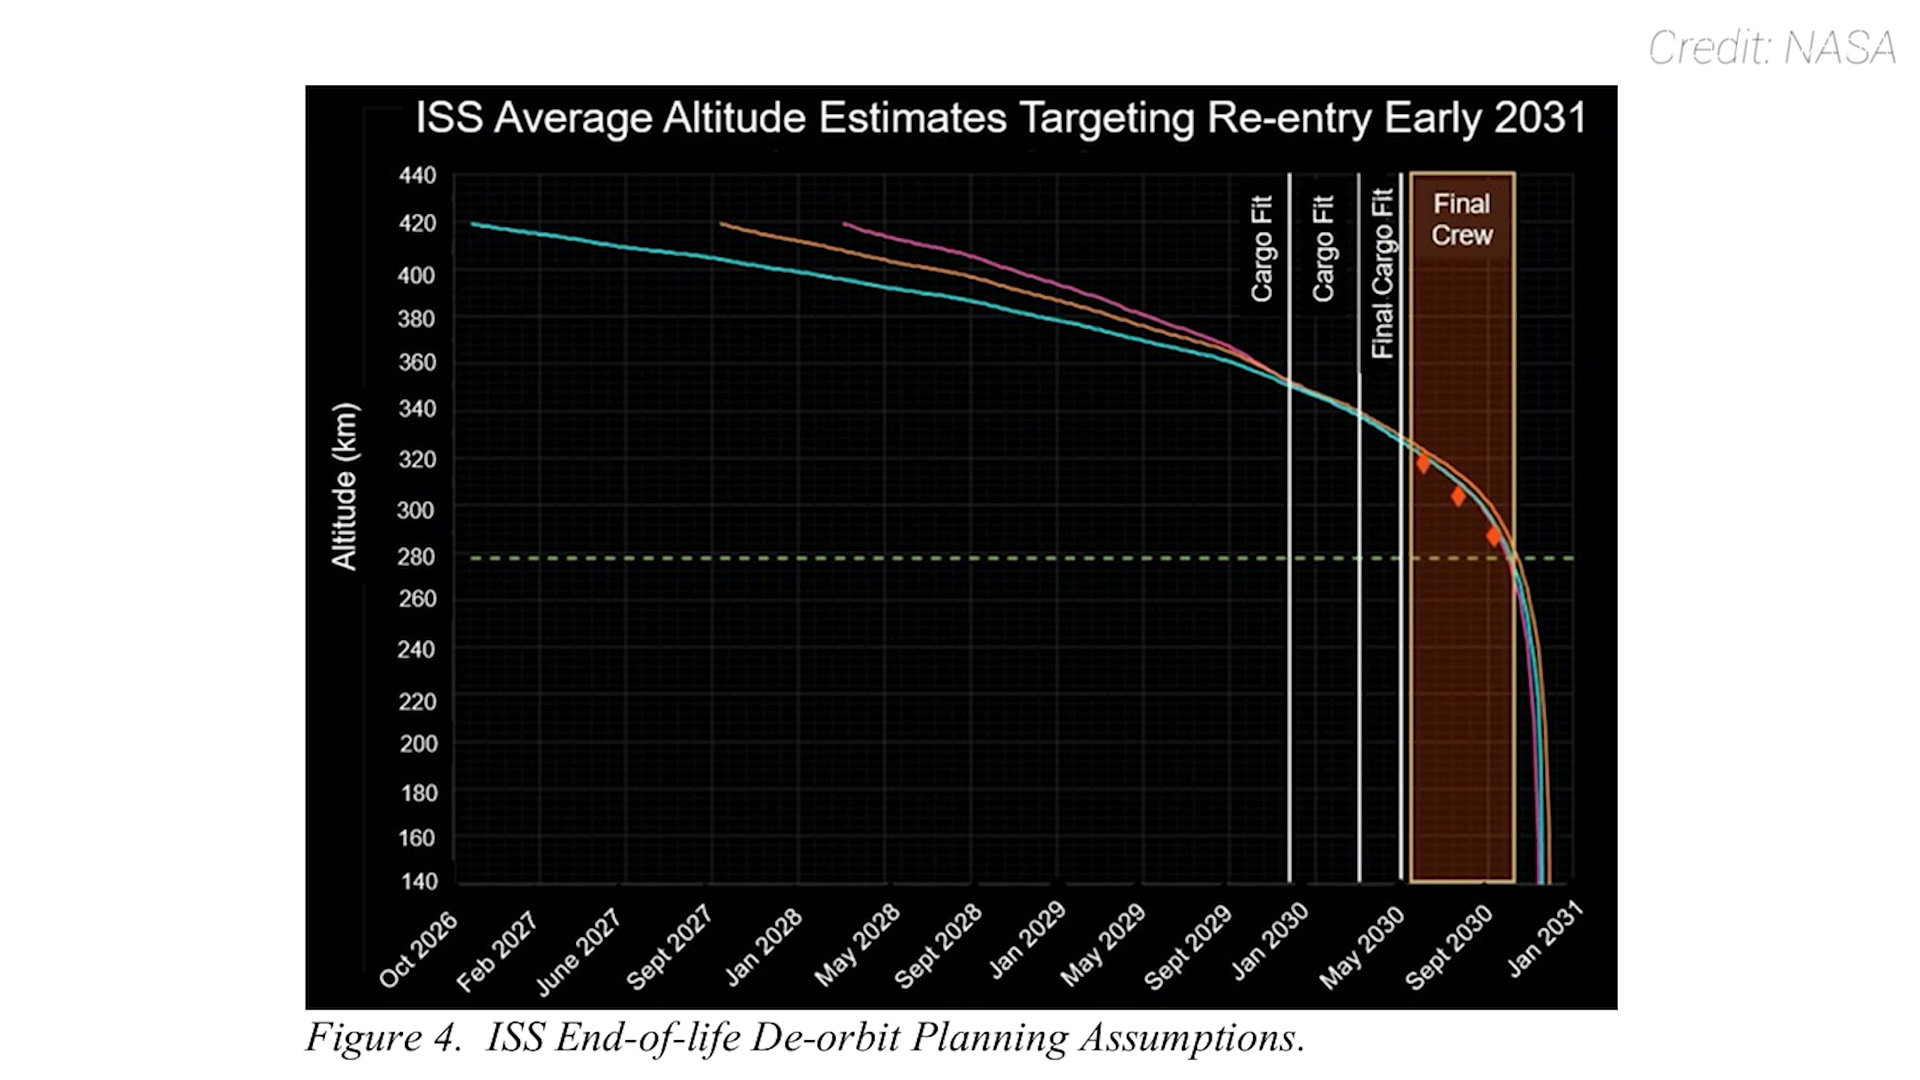 Credit: NASA
ISS Average Altitude Estimates Targeting Re-entry Early 2031
440
420
400
380
360
340
320
300
280
260
240
220
200
180
160
140
Altitude (km)
Cargo Fit
Cargo Fit
Final Cargo Fit
Final
Crew
Oct 2026
Feb 2027
June 2027
Sept 2027
Jan 2028
May 2028
Sept 2028
Jan 2029
May 2029
Sept 2029
Jan 2030
May 2030
Sept 2030
Jan 2031
Figure 4. ISS End-of-life De-orbit Planning Assumptions.